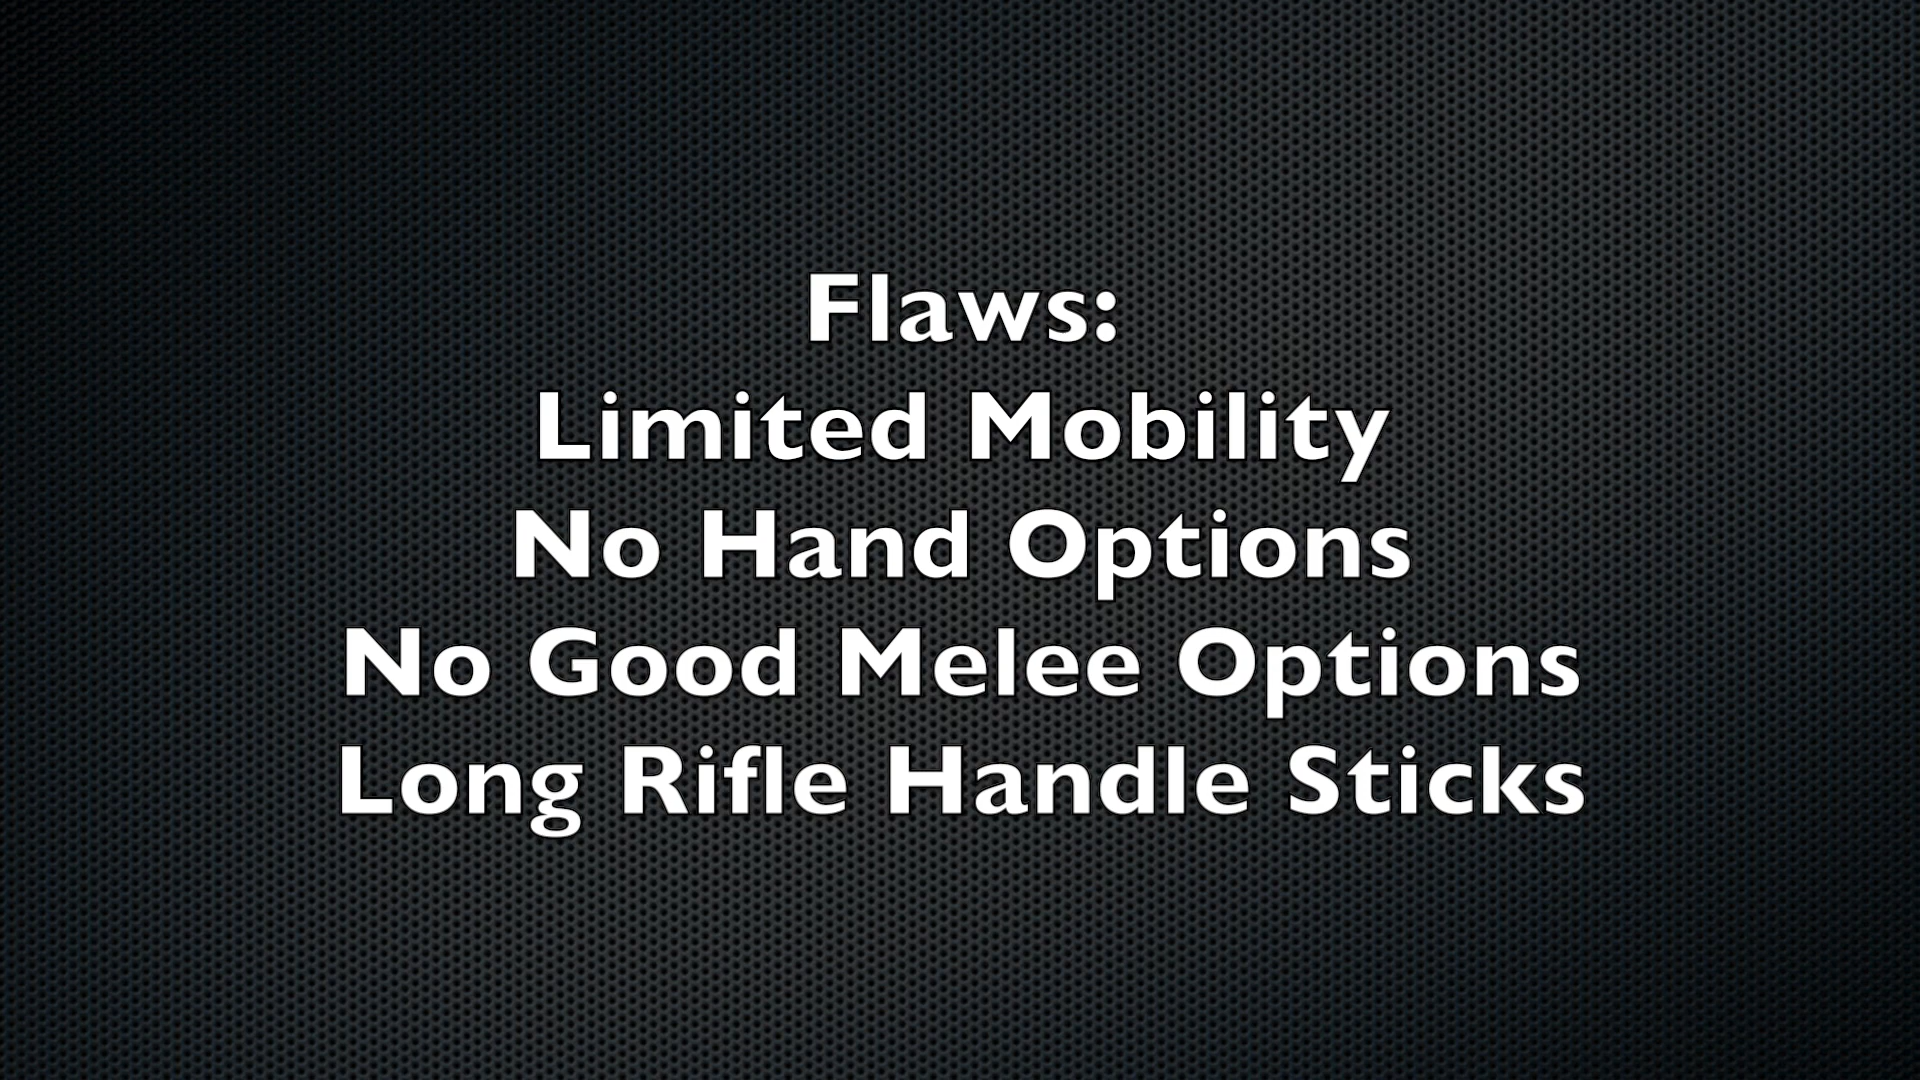 Flaws:
Limited Mobility
No Hand Options
No Good Melee Options
Long Rifle Handle Sticks